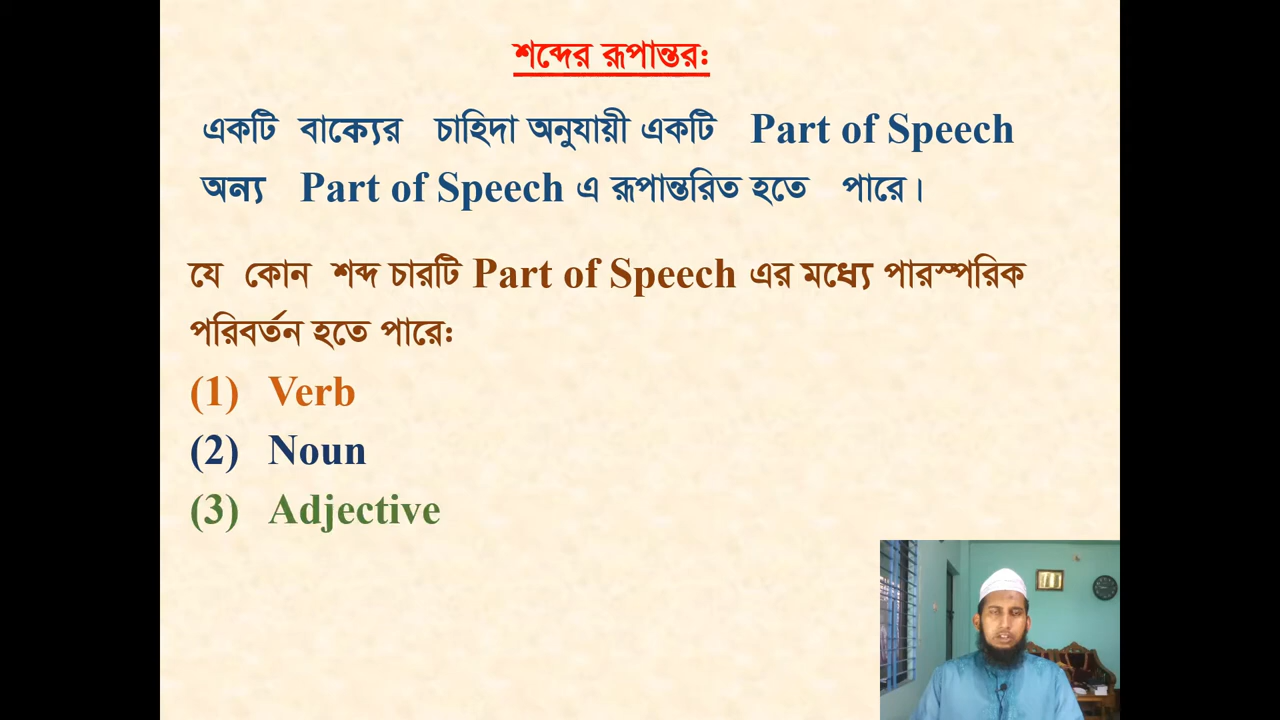 শব্দের রূপান্তর:
একটি বাক্যের চাহিদা অনুযায়ী একটি Part of Speech
অন্য Part of Speech এ রূপান্তরিত হতে পারে।
যে কোন শব্দ চারটি Part of Speech এর মধ্যে পারস্পরিক
পরিবর্তন হতে পারে:
(1) Verb
(2) Noun
(3) Adjective